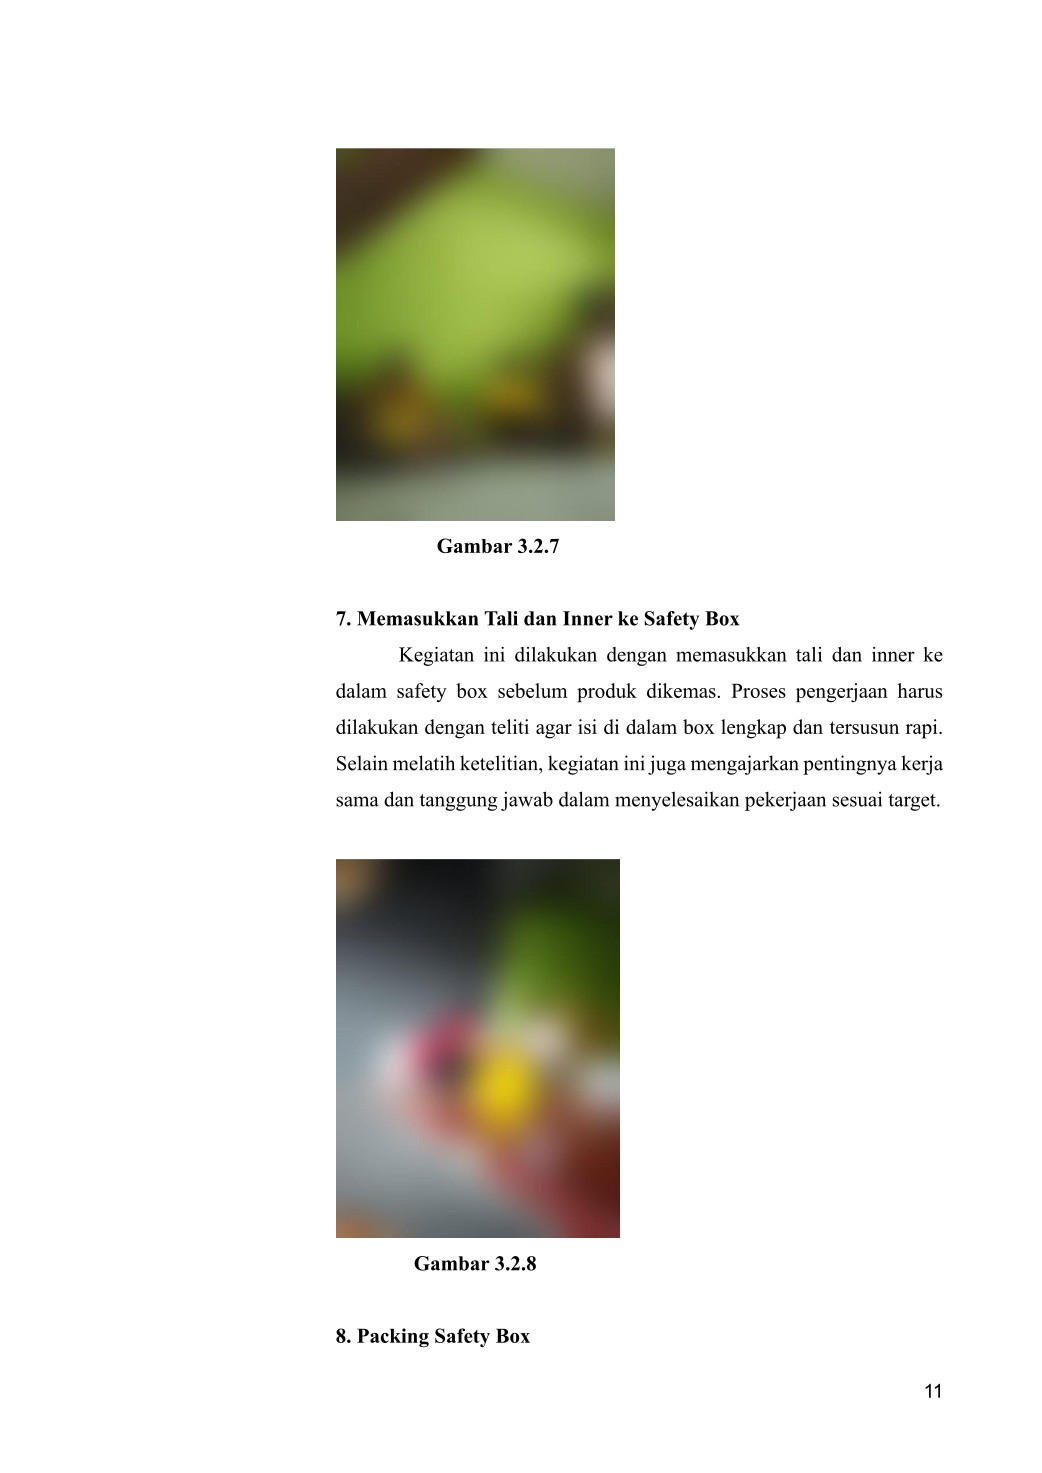 Gambar 3.2.7
7. Memasukkan Tali dan Inner ke Safety Box
Kegiatan ini dilakukan dengan memasukkan tali dan inner ke
dalam safety box sebelum produk dikemas. Proses pengerjaan harus
dilakukan dengan teliti agar isi di dalam box lengkap dan tersusun rapi.
Selain melatih ketelitian, kegiatan ini juga mengajarkan pentingnya kerja
sama dan tanggung jawab dalam menyelesaikan pekerjaan sesuai target.
Gambar 3.2.8
8. Packing Safety Box
11